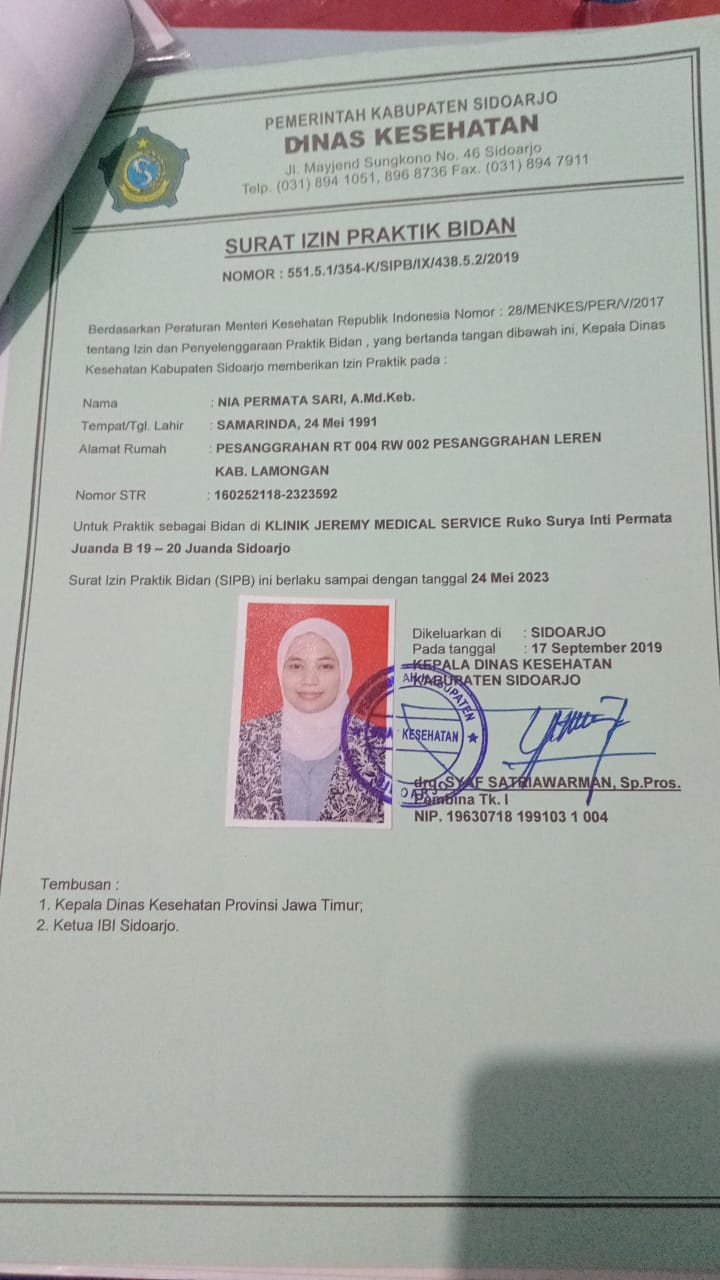 PEMERINTAH KABUPATEN SIDOARJO
DINAS KESEHATAN
Jl. Mayjend Sungkono No. 46 Sidoarjo
Telp. (031) 894 1051, 896 8736 Fax. (031) 894 7911
SURAT IZIN PRAKTIK BIDAN
NOMOR : 551.5.1/354-K/SIPB/IX/438.5.2/2019
Berdasarkan Peraturan Menteri Kesehatan Republik Indonesia Nomor : 28/MENKES/PER/V/2017
tentang Izin dan Penyelenggaraan Praktik Bidan , yang bertanda tangan dibawah ini, Kepala Dinas
Kesehatan Kabupaten Sidoarjo memberikan Izin Praktik pada :
Nama : NIA PERMATA SARI, A.Md.Keb.
Tempat/Tgl. Lahir : SAMARINDA, 24 Mei 1991
Alamat Rumah : PESANGGRAHAN RT 004 RW 002 PESANGGRAHAN LEREN
KAB. LAMONGAN
Nomor STR : 160252118-2323592
Untuk Praktik sebagai Bidan di KLINIK JEREMY MEDICAL SERVICE Ruko Surya Inti Permata
Juanda B 19 – 20 Juanda Sidoarjo
Surat Izin Praktik Bidan (SIPB) ini berlaku sampai dengan tanggal 24 Mei 2023
Dikeluarkan di : SIDOARJO
Pada tanggal : 17 September 2019
KEPALA DINAS KESEHATAN
KABUPATEN SIDOARJO
KESEHATAN
drg. SYAF SATRIAWARMAN, Sp.Pros.
Pembina Tk. I
NIP. 19630718 199103 1 004
Tembusan :
1. Kepala Dinas Kesehatan Provinsi Jawa Timur;
2. Ketua IBI Sidoarjo.